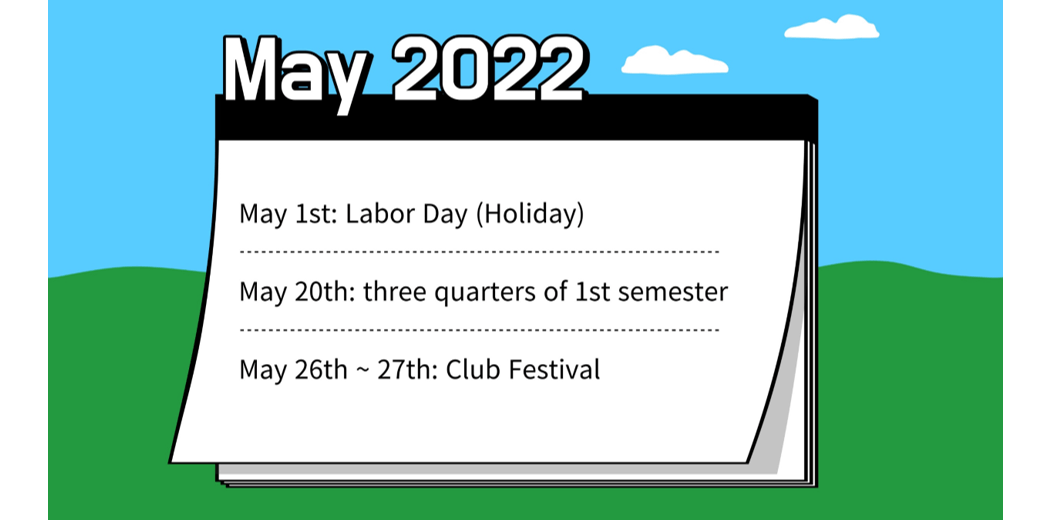 May 2022
May 1st: Labor Day (Holiday)
May 20th: three quarters of 1st semester
May 26th ~ 27th: Club Festival